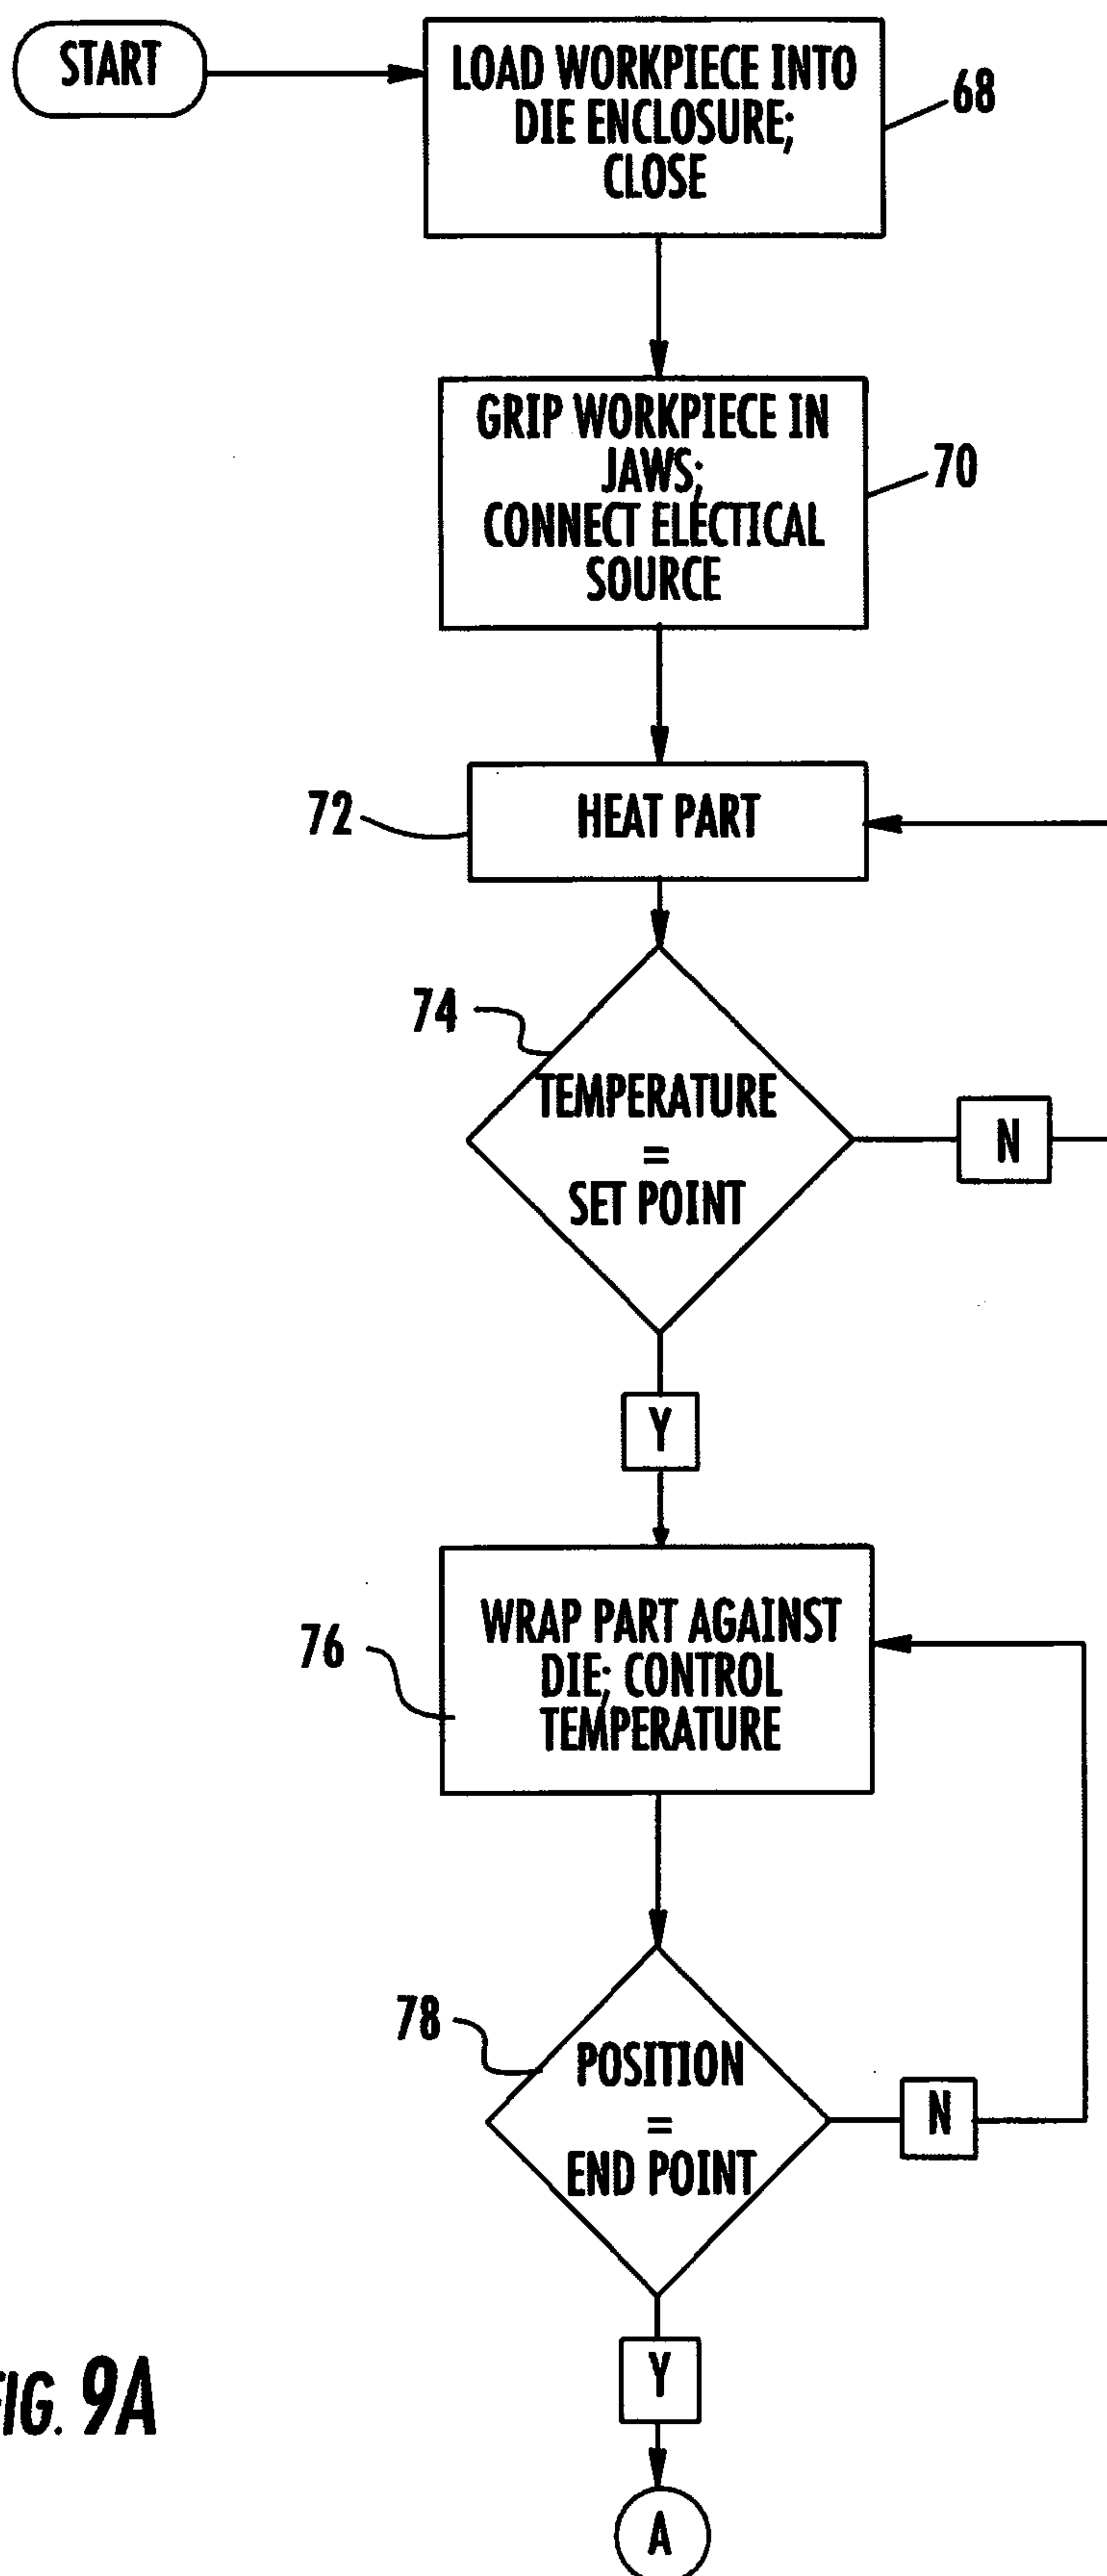 START
LOAD WORKPIECE INTO
DIE ENCLOSURE;
CLOSE
68
GRIP WORKPIECE IN
JAWS;
CONNECT ELECTICAL
SOURCE
70
HEAT PART
72
74
TEMPERATURE
=
SET POINT
N
Y
WRAP PART AGAINST
DIE; CONTROL
TEMPERATURE
76
78
POSITION
=
END POINT
N
Y
A
FIG. 9A